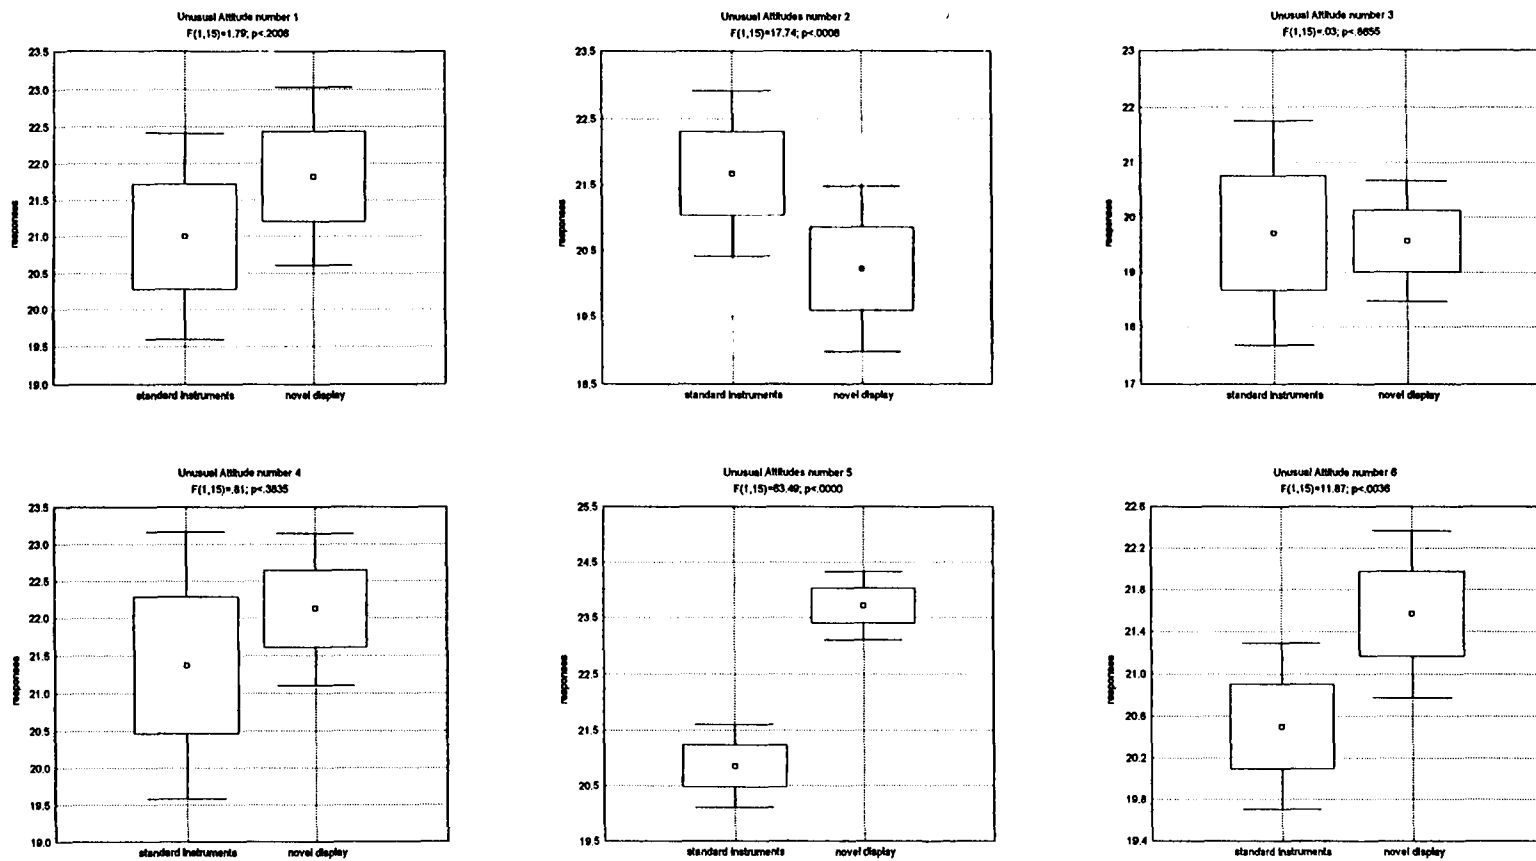 Unusual Attitude number 1
F(1,15)=1.79; p<.2006
23.5
23.0
22.5
22.0
21.5
21.0
20.5
20.0
19.5
19.0
responses
standard instruments
novel display
Unusual Attitudes number 2
F(1,15)=17.74; p<.0008
23.5
22.5
21.5
20.5
19.5
18.5
responses
standard instruments
novel display
Unusual Attitude number 3
F(1,15)=.03; p<.8655
23
22
21
20
19
18
17
responses
standard instruments
novel display
Unusual Attitude number 4
F(1,15)=.81; p<.3835
23.5
23.0
22.5
22.0
21.5
21.0
20.5
20.0
19.5
19.0
responses
standard instruments
novel display
Unusual Attitudes number 5
F(1,15)=63.49; p<.0000
25.5
24.5
23.5
22.5
21.5
20.5
19.5
responses
standard instruments
novel display
Unusual Attitude number 6
F(1,15)=11.87; p<.0036
22.6
22.2
21.8
21.4
21.0
20.6
20.2
19.8
19.4
responses
standard instruments
novel display